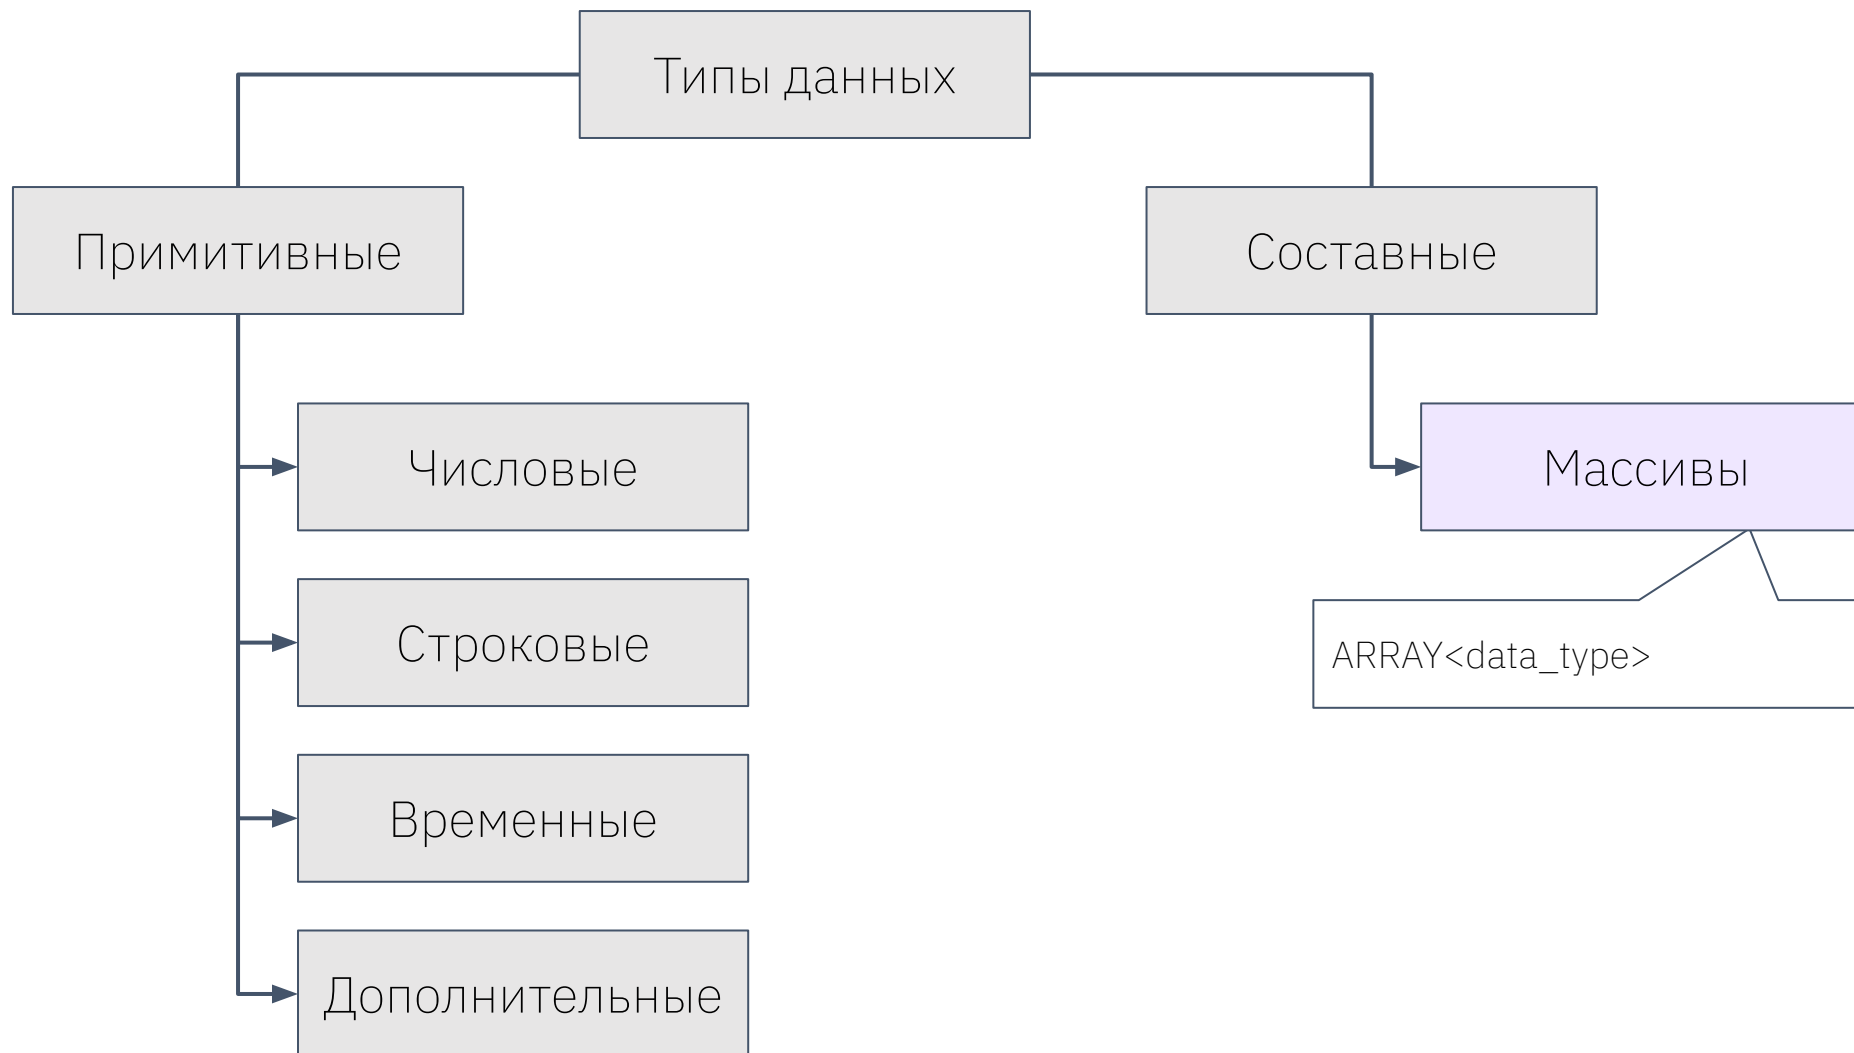 Типы данных
Примитивные
Составные
Числовые
Массивы
Строковые
ARRAY<data_type>
Временные
Дополнительные